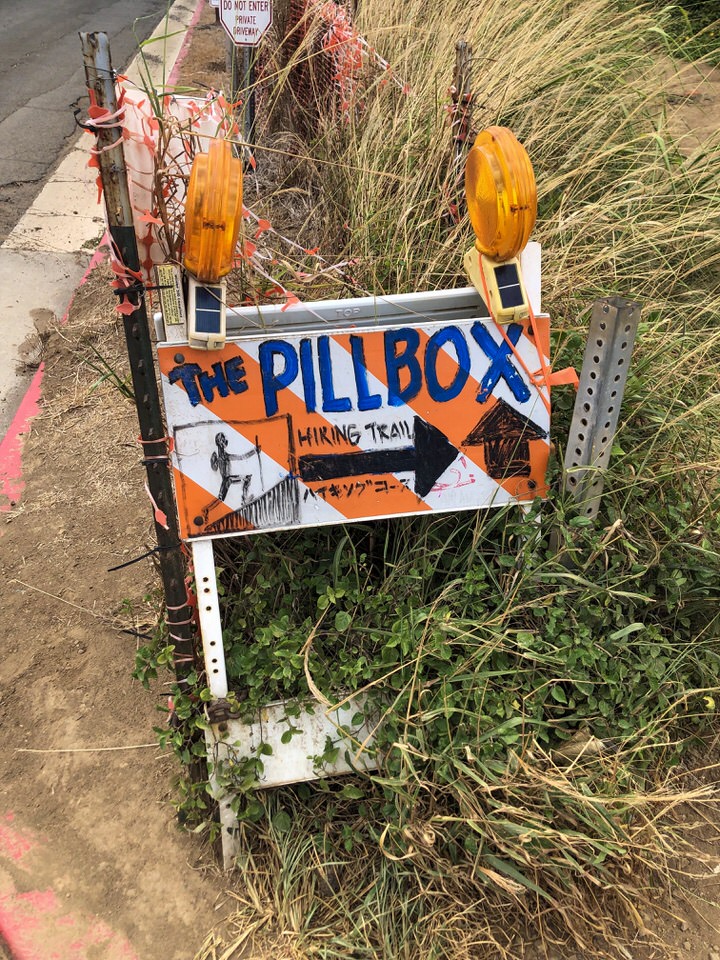 DO NOT ENTER
PRIVATE
DRIVEWAY
TOP
THE PILLBOX
HIKING TRAIL
ハイキングコース